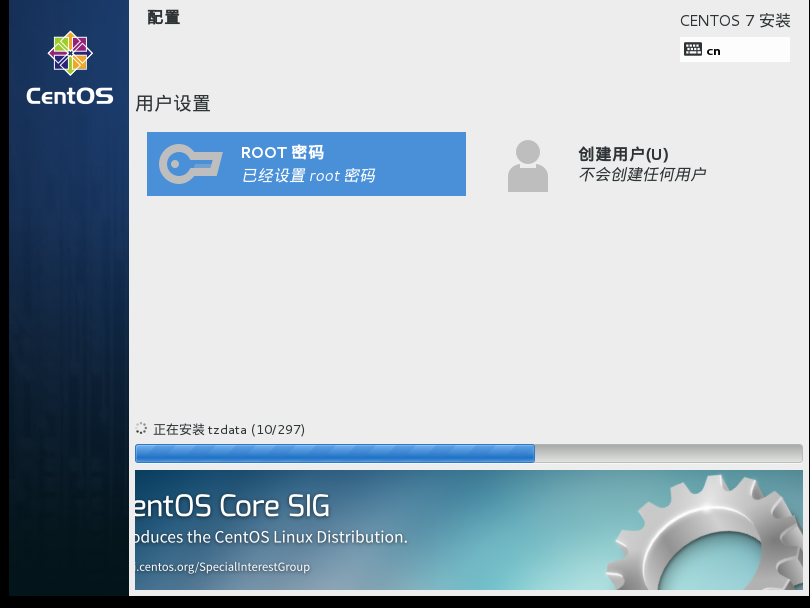 配置
CENTOS 7 安装
cn
CentOS
用户设置
ROOT 密码
已经设置 root 密码
创建用户(U)
不会创建任何用户
正在安装 tzdata (10/297)
entOS Core SIG
oduces the CentOS Linux Distribution.
.centos.org/SpecialInterestGroup